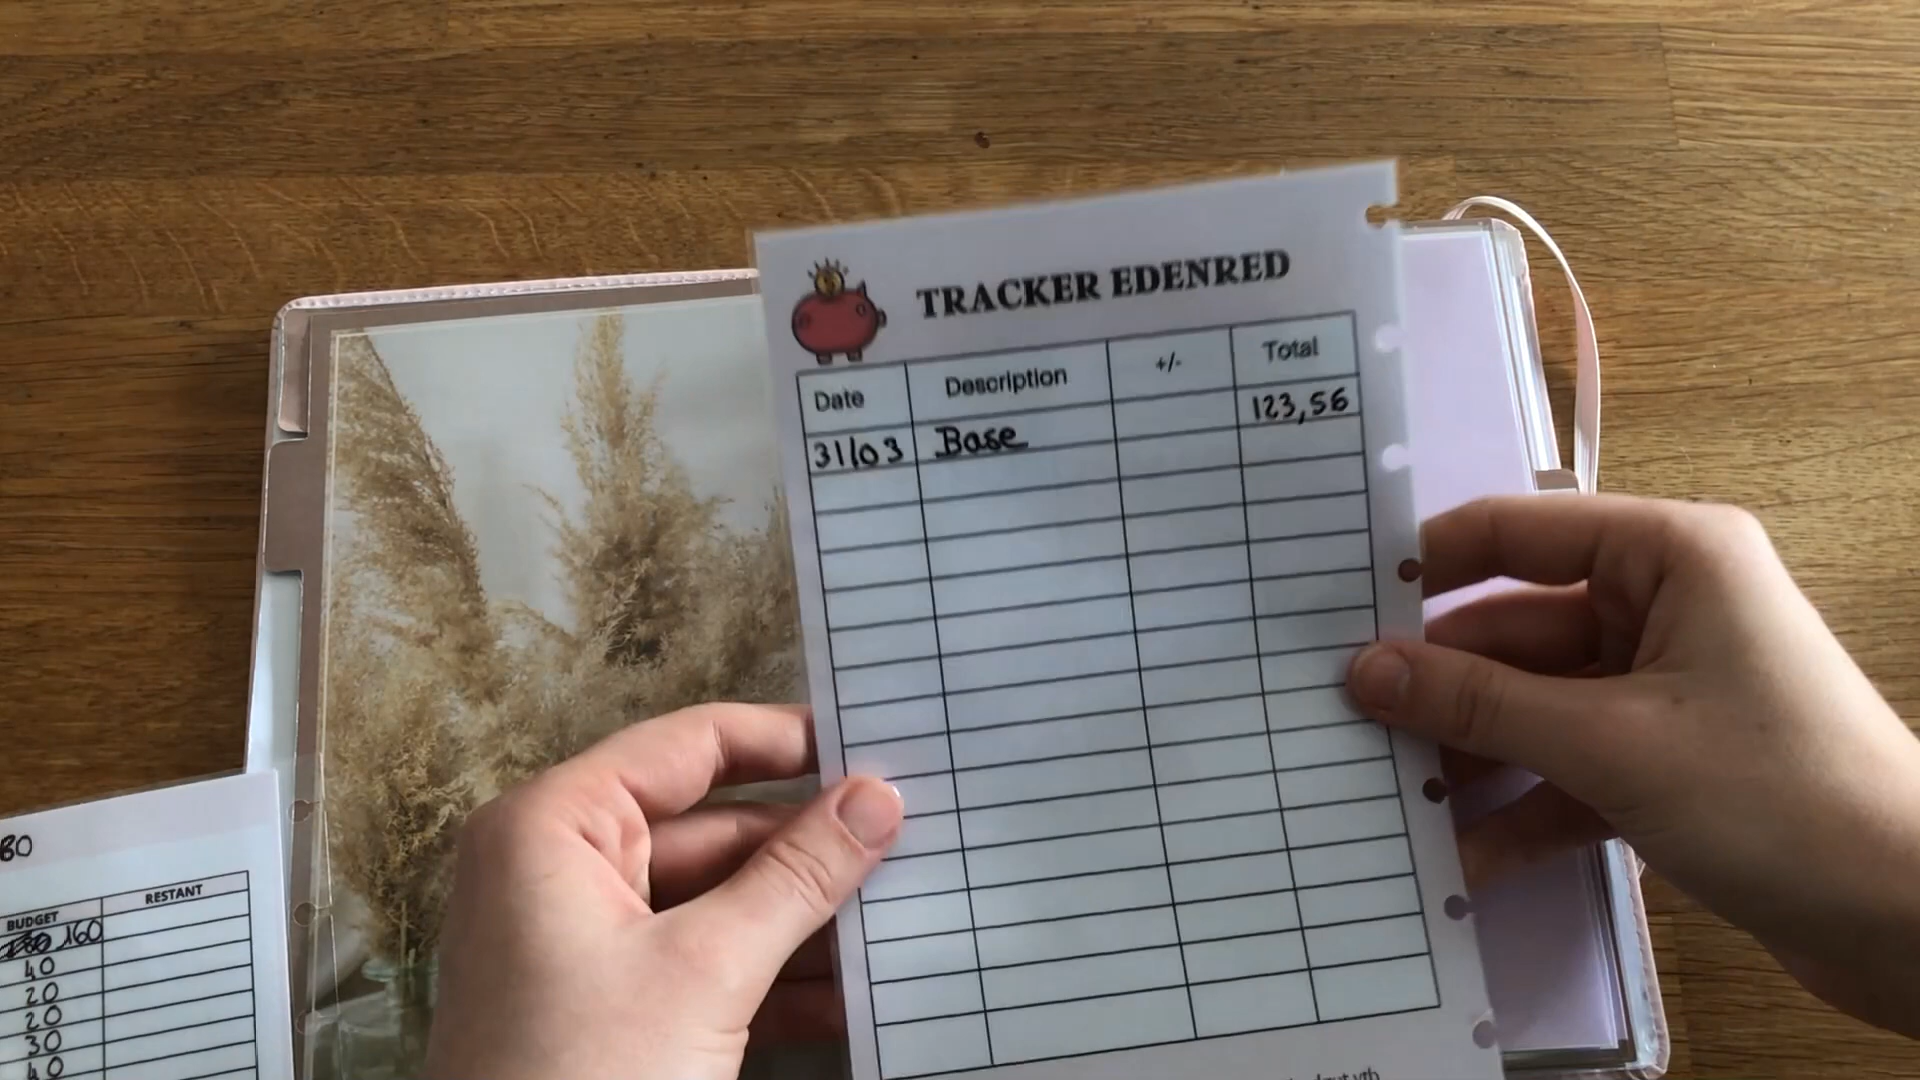 TRACKER EDENRED
Date Description +/- Total
31/03 Base 123,56
80
BUDGET RESTANT
160
40
20
20
30
40